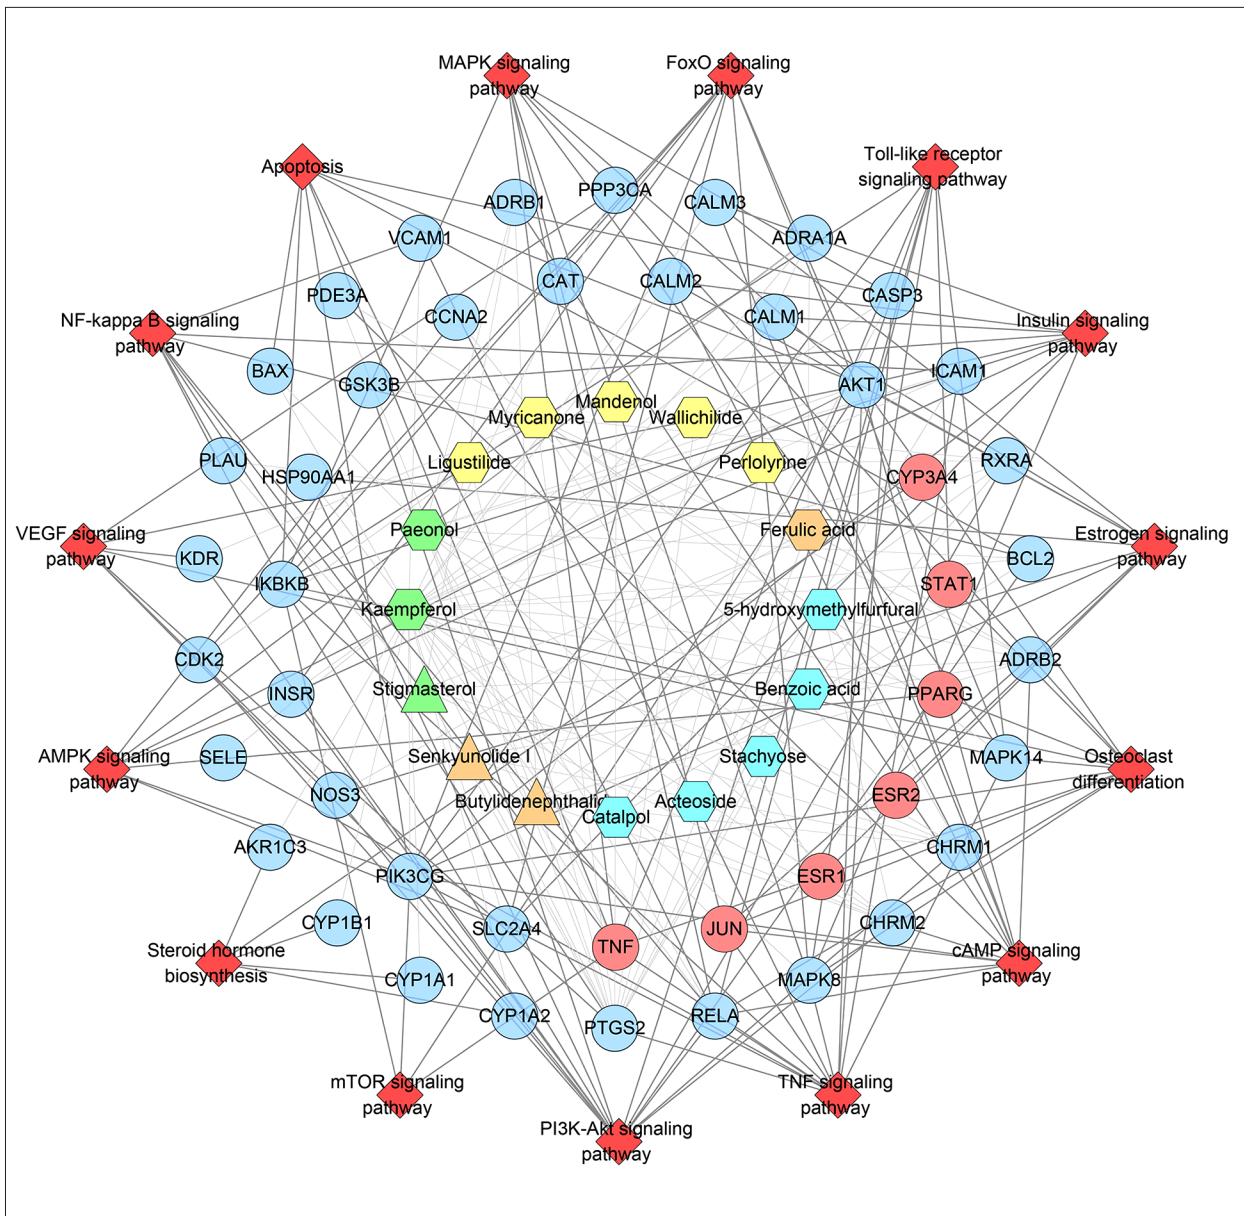 MAPK signaling
pathway
FoxO signaling
pathway
Toll-like receptor
signaling pathway
Apoptosis
ADRB1
PPP3CA
CALM3
VCAM1
ADRA1A
PDE3A
CAT
CALM2
CASP3
CCNA2
CALM1
NF-kappa B signaling
pathway
Insulin signaling
pathway
BAX
GSK3B
AKT1
ICAM1
Myricanone
Mandenol
Wallichilide
PLAU
HSP90AA1
Ligustilide
Perlolyrine
CYP3A4
RXRA
VEGF signaling
pathway
Paeonol
Ferulic acid
Estrogen signaling
pathway
KDR
IKBKB
STAT1
BCL2
Kaempferol
5-hydroxymethylfurfural
CDK2
INSR
Stigmasterol
Benzoic acid
PPARG
ADRB2
AMPK signaling
pathway
SELE
Senkyunolide I
Stachyose
MAPK14
Osteoclast
differentiation
NOS3
Catalpol
Acteoside
ESR2
AKR1C3
PIK3CG
ESR1
CHRM1
CYP1B1
SLC2A4
TNF
JUN
CHRM2
Steroid hormone
biosynthesis
cAMP signaling
pathway
CYP1A1
MAPK8
CYP1A2
PTGS2
RELA
mTOR signaling
pathway
TNF signaling
pathway
PI3K-Akt signaling
pathway